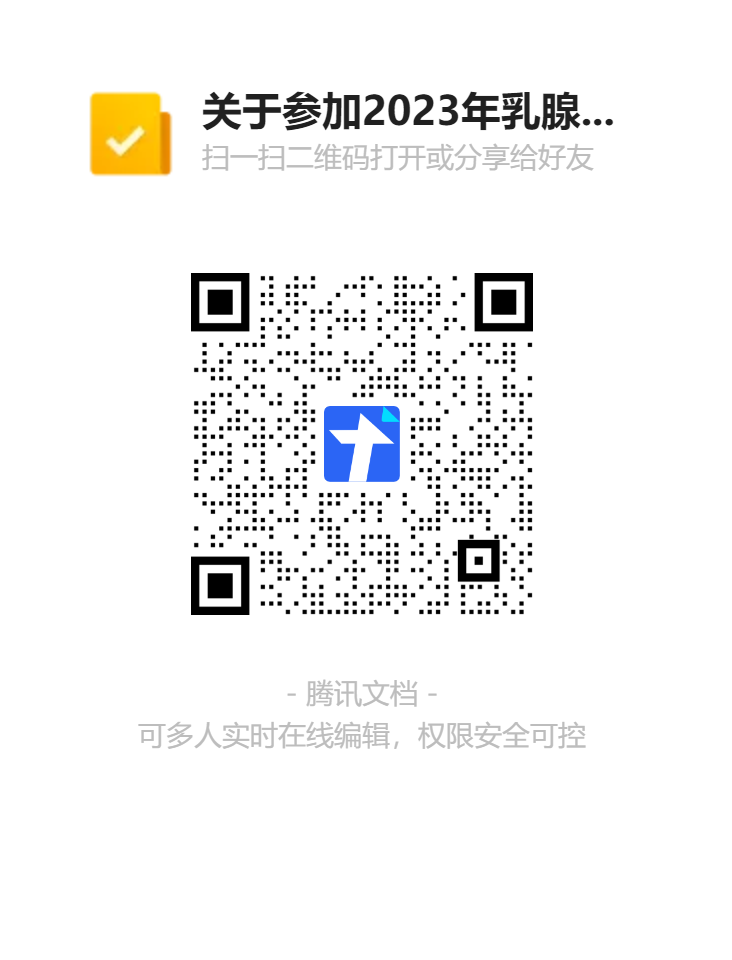 关于参加2023年乳腺...
扫一扫二维码打开或分享给好友
- 腾讯文档 -
可多人实时在线编辑，权限安全可控